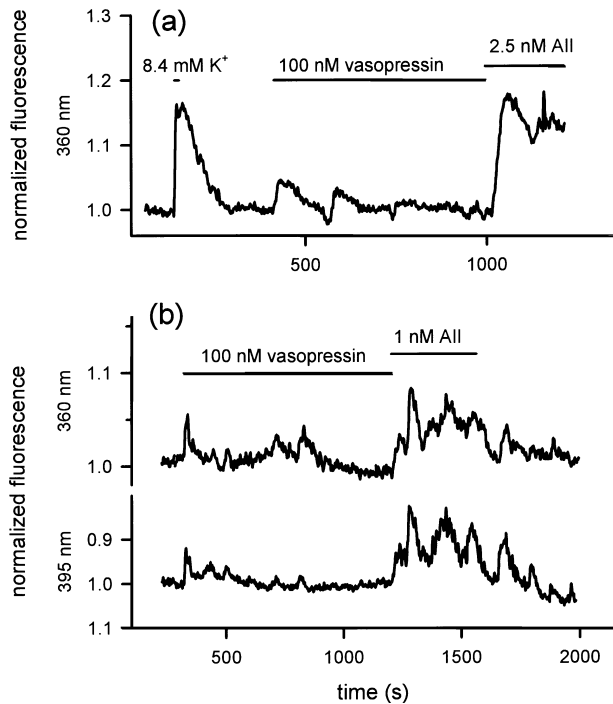 (a)
2.5 nM AII
8.4 mM K+
100 nM vasopressin
normalized fluorescence
360 nm
1.3
1.2
1.1
1.0
500
1000
(b)
1 nM AII
100 nM vasopressin
normalized fluorescence
360 nm
1.1
1.0
395 nm
0.9
1.0
1.1
500
1000
1500
2000
time (s)